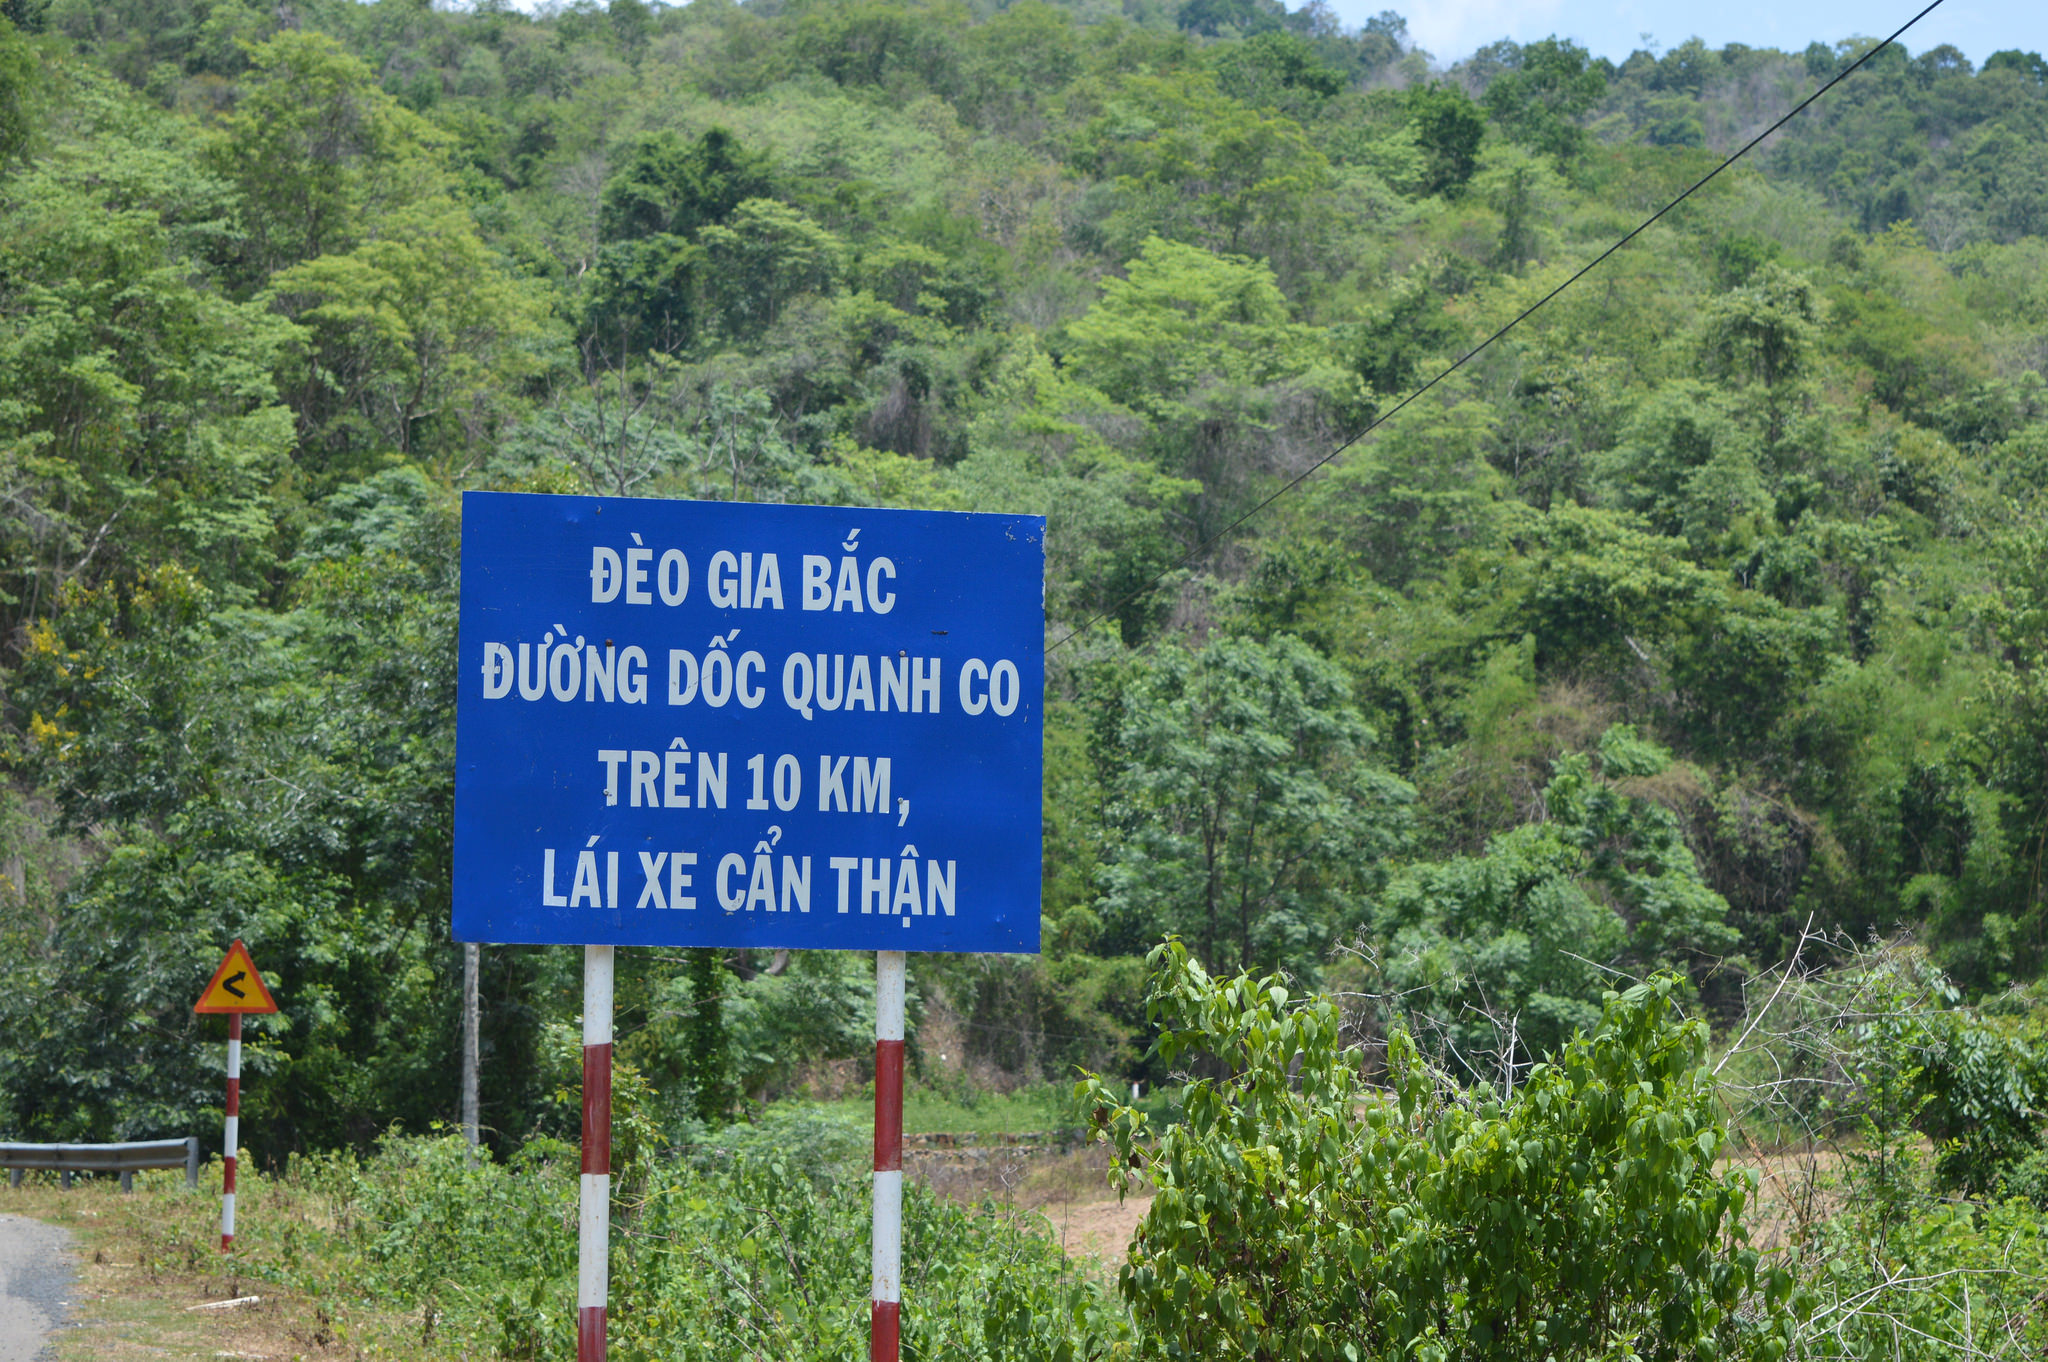 ĐÈO GIA BẮC
ĐƯỜNG DỐC QUANH CO
TRÊN 10 KM,
LÁI XE CẨN THẬN